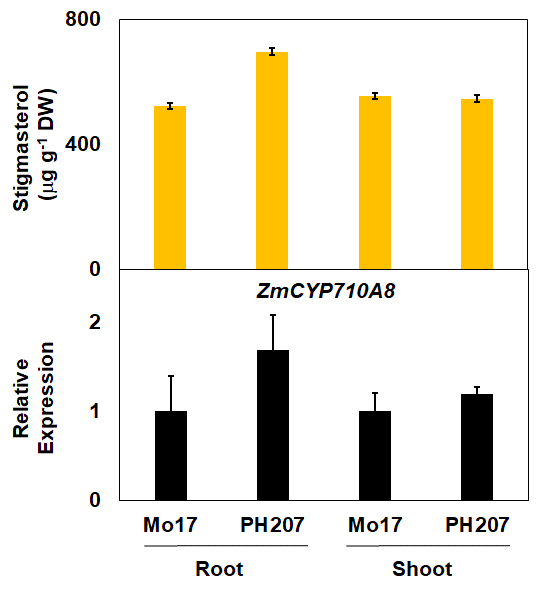 800
400
0
Stigmasterol
(μg g-1 DW)
ZmCYP710A8
2
1
0
Relative
Expression
Mo17 PH207 Mo17 PH207
Root Shoot